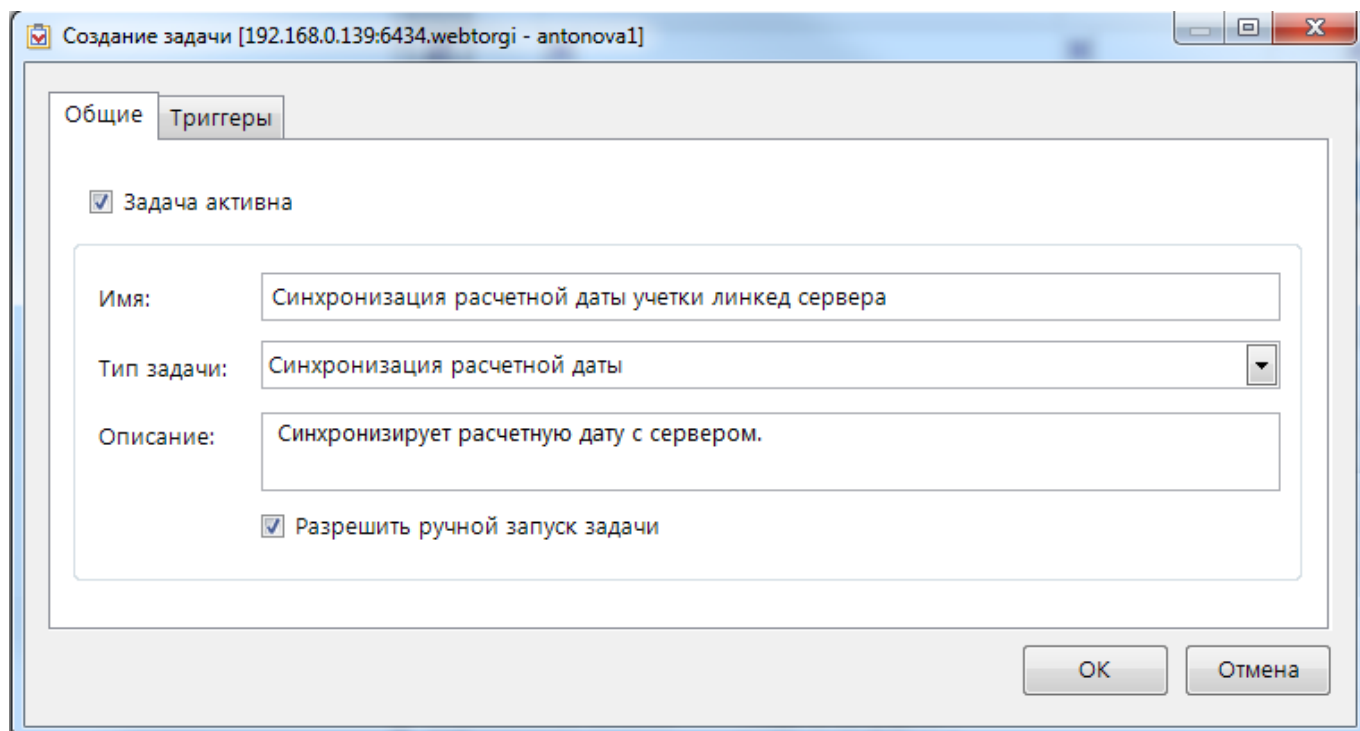 Создание задачи [192.168.0.139:6434.webtorgi - antonova1]
Общие
Триггеры
Задача активна
Имя:
Синхронизация расчетной даты учетки линкед сервера
Тип задачи:
Синхронизация расчетной даты
Описание:
Синхронизирует расчетную дату с сервером.
Разрешить ручной запуск задачи
ОК
Отмена